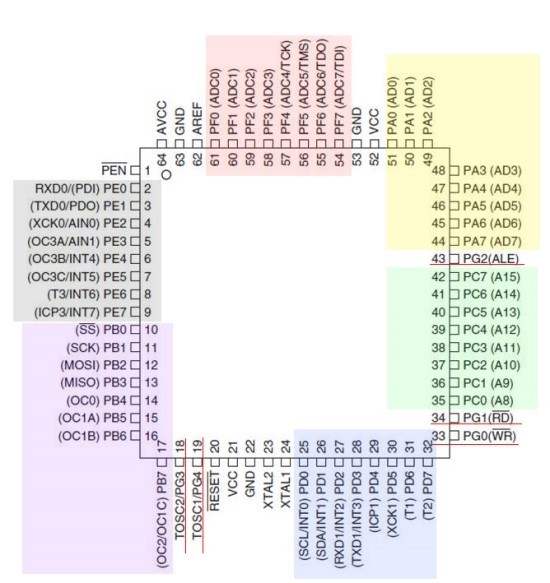 AVCC
GND
AREF
PF0 (ADC0)
PF1 (ADC1)
PF2 (ADC2)
PF3 (ADC3)
PF4 (ADC4/TCK)
PF5 (ADC5/TMS)
PF6 (ADC6/TDO)
PF7 (ADC7/TDI)
GND
VCC
PA0 (AD0)
PA1 (AD1)
PA2 (AD2)
64
63
62
61
60
59
58
57
56
55
54
53
52
51
50
49
PEN 1
RXD0/(PDI) PE0 2
(TXD0/PDO) PE1 3
(XCK0/AIN0) PE2 4
(OC3A/AIN1) PE3 5
(OC3B/INT4) PE4 6
(OC3C/INT5) PE5 7
(T3/INT6) PE6 8
(ICP3/INT7) PE7 9
(SS) PB0 10
(SCK) PB1 11
(MOSI) PB2 12
(MISO) PB3 13
(OC0) PB4 14
(OC1A) PB5 15
(OC1B) PB6 16
48 PA3 (AD3)
47 PA4 (AD4)
46 PA5 (AD5)
45 PA6 (AD6)
44 PA7 (AD7)
43 PG2(ALE)
42 PC7 (A15)
41 PC6 (A14)
40 PC5 (A13)
39 PC4 (A12)
38 PC3 (A11)
37 PC2 (A10)
36 PC1 (A9)
35 PC0 (A8)
34 PG1(RD)
33 PG0(WR)
17
18
19
20
21
22
23
24
25
26
27
28
29
30
31
32
(OC2/OC1C) PB7
TOSC2/PG3
TOSC1/PG4
RESET
VCC
GND
XTAL2
XTAL1
(SCL/INT0) PD0
(SDA/INT1) PD1
(RXD1/INT2) PD2
(TXD1/INT3) PD3
(ICP1) PD4
(XCK1) PD5
(T1) PD6
(T2) PD7